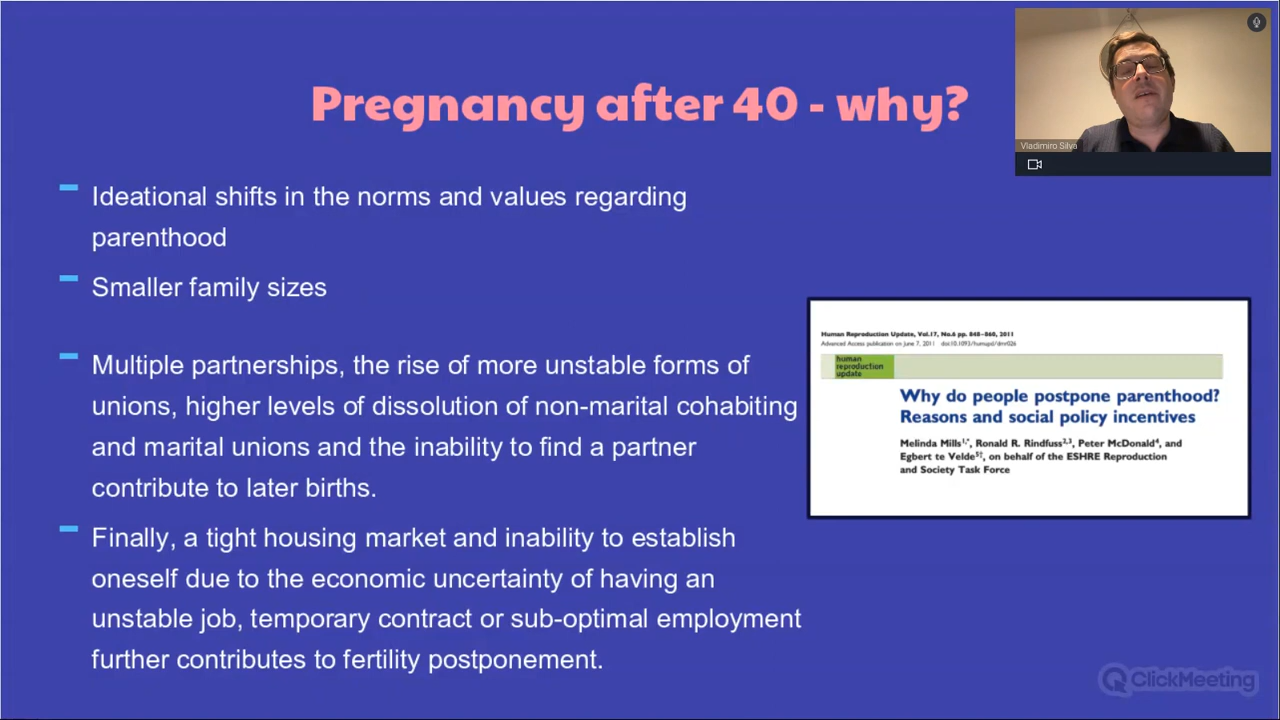 Pregnancy after 40 - why?
Vladimiro Silva
Ideational shifts in the norms and values regarding
parenthood
Smaller family sizes
Multiple partnerships, the rise of more unstable forms of
unions, higher levels of dissolution of non-marital cohabiting
and marital unions and the inability to find a partner
contribute to later births.
Finally, a tight housing market and inability to establish
oneself due to the economic uncertainty of having an
unstable job, temporary contract or sub-optimal employment
further contributes to fertility postponement.
Human Reproduction Update, Vol.17, No.6 pp. 848–860, 2011
Advanced Access publication on June 7, 2011 doi:10.1093/humupd/dmr026
human
reproduction
update
Why do people postpone parenthood?
Reasons and social policy incentives
Melinda Mills1,*, Ronald R. Rindfuss2,3, Peter McDonald4, and
Egbert te Velde5†, on behalf of the ESHRE Reproduction
and Society Task Force
ClickMeeting